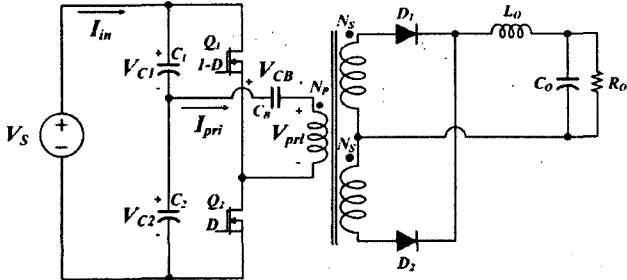 I_in
+
C_1
V_C1
-
Q_1
1-D
+
V_CB
-
C_B
N_P
+
V_pri
-
I_pri
V_S
+
−
+
C_2
V_C2
-
Q_2
D
N_S
D_1
L_O
C_O
R_O
N_S
D_2